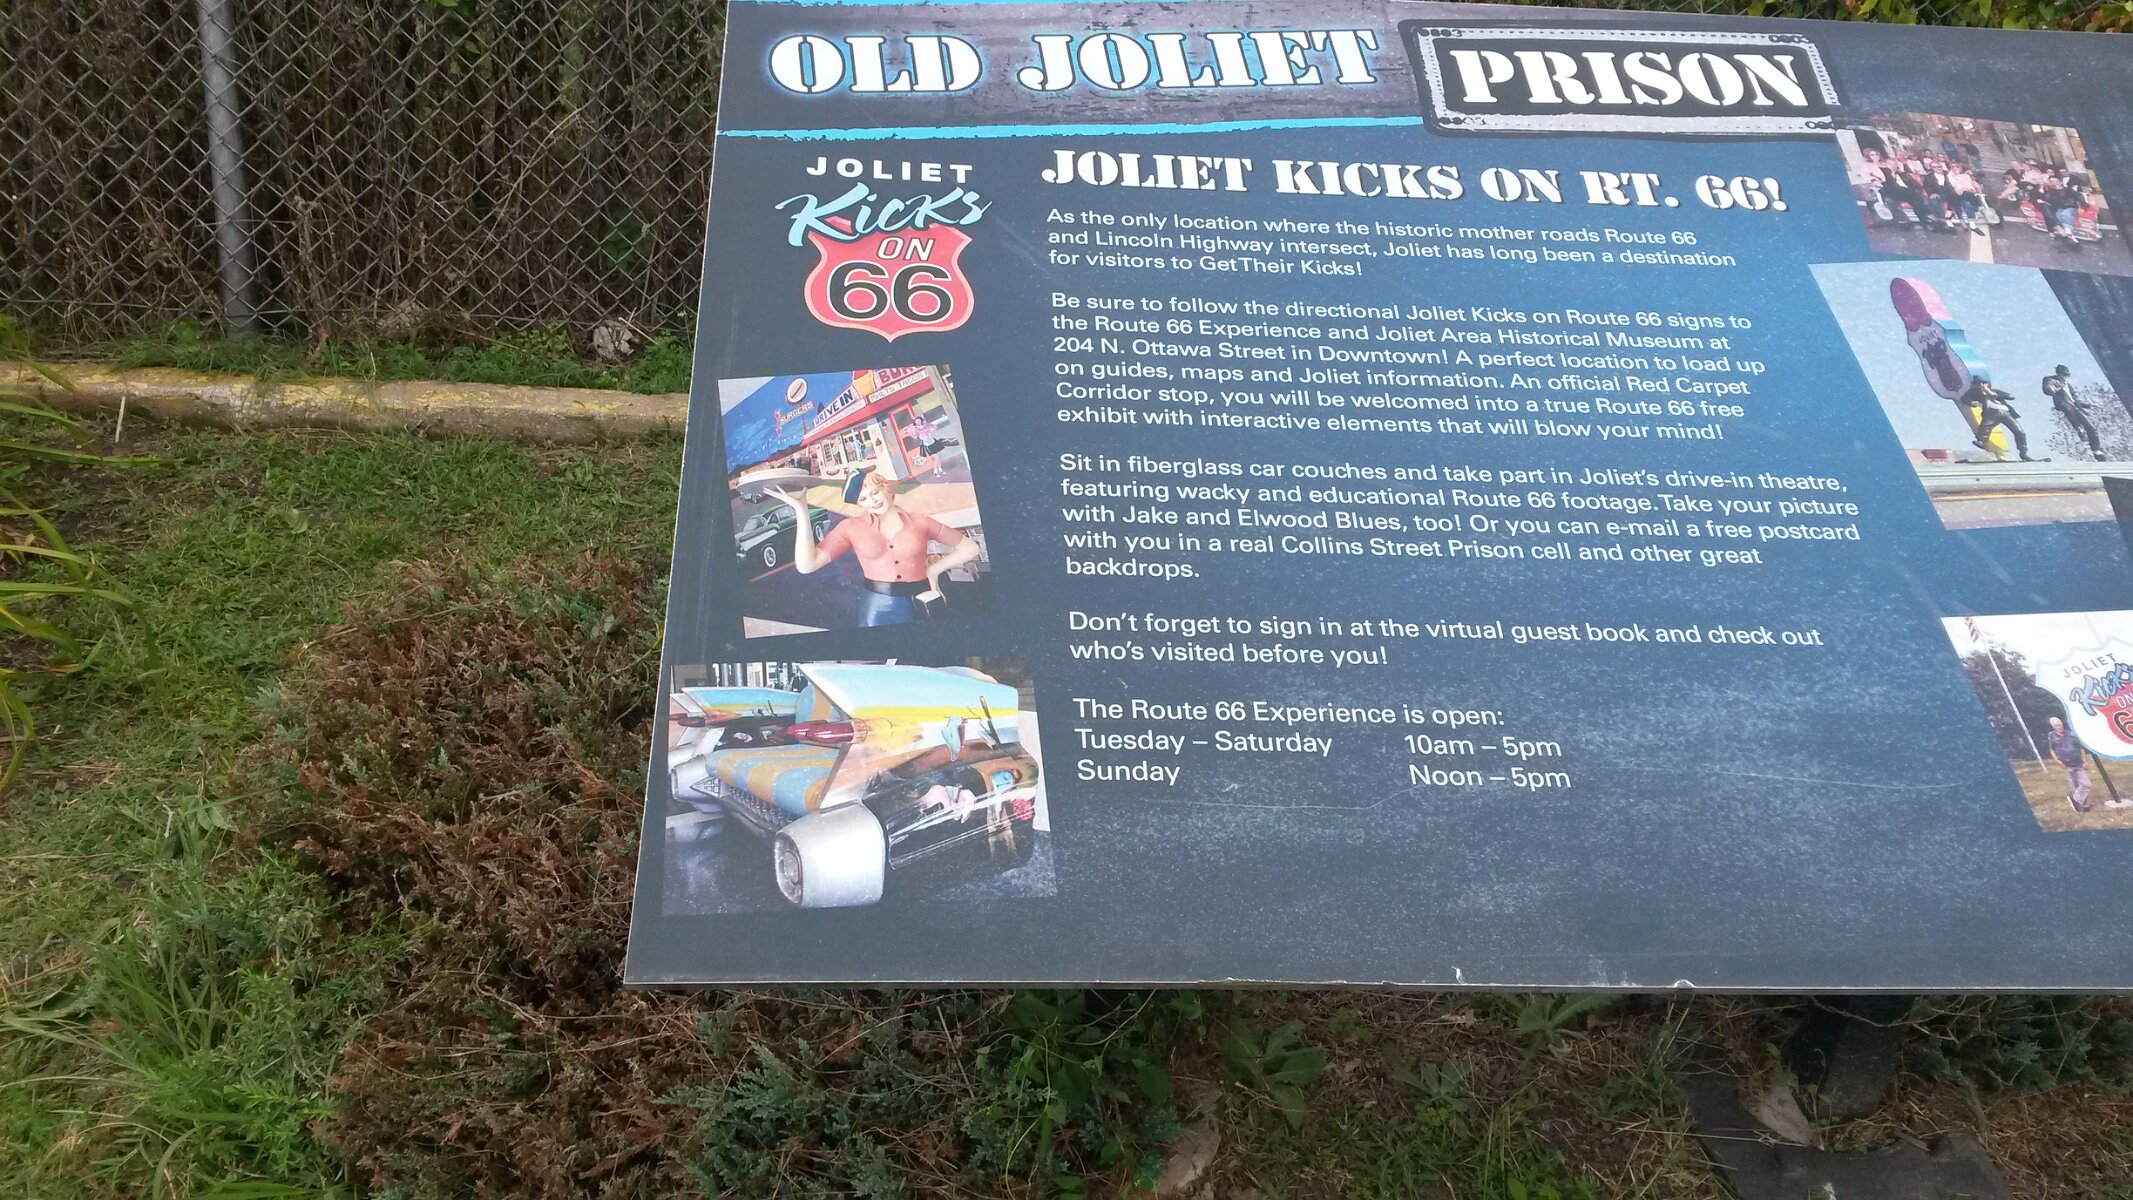 OLD JOLIET PRISON
JOLIET
Kicks
ON
66
JOLIET KICKS ON RT. 66!
As the only location where the historic mother roads Route 66
and Lincoln Highway intersect, Joliet has long been a destination
for visitors to Get Their Kicks!
Be sure to follow the directional Joliet Kicks on Route 66 signs to
the Route 66 Experience and Joliet Area Historical Museum at
204 N. Ottawa Street in Downtown! A perfect location to load up
on guides, maps and Joliet information. An official Red Carpet
Corridor stop, you will be welcomed into a true Route 66 free
exhibit with interactive elements that will blow your mind!
Sit in fiberglass car couches and take part in Joliet's drive-in theatre,
featuring wacky and educational Route 66 footage. Take your picture
with Jake and Elwood Blues, too! Or you can e-mail a free postcard
with you in a real Collins Street Prison cell and other great
backdrops.
Don't forget to sign in at the virtual guest book and check out
who's visited before you!
The Route 66 Experience is open:
Tuesday – Saturday 10am – 5pm
Sunday Noon – 5pm
BURGERS
DRIVE IN
JOLIET
Kicks
ON